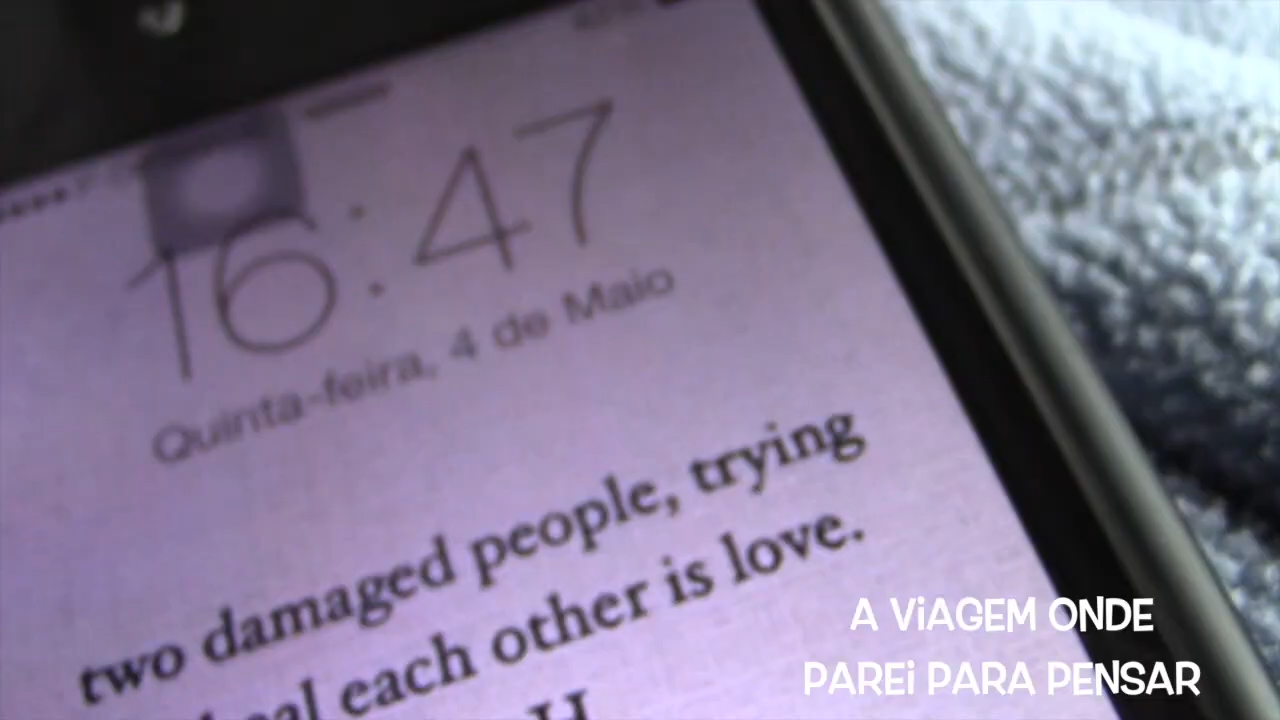 16:47
Quinta-feira, 4 de Maio
two damaged people, trying
heal each other is love.
H
A VIAGEM ONDE
PAREI PARA PENSAR